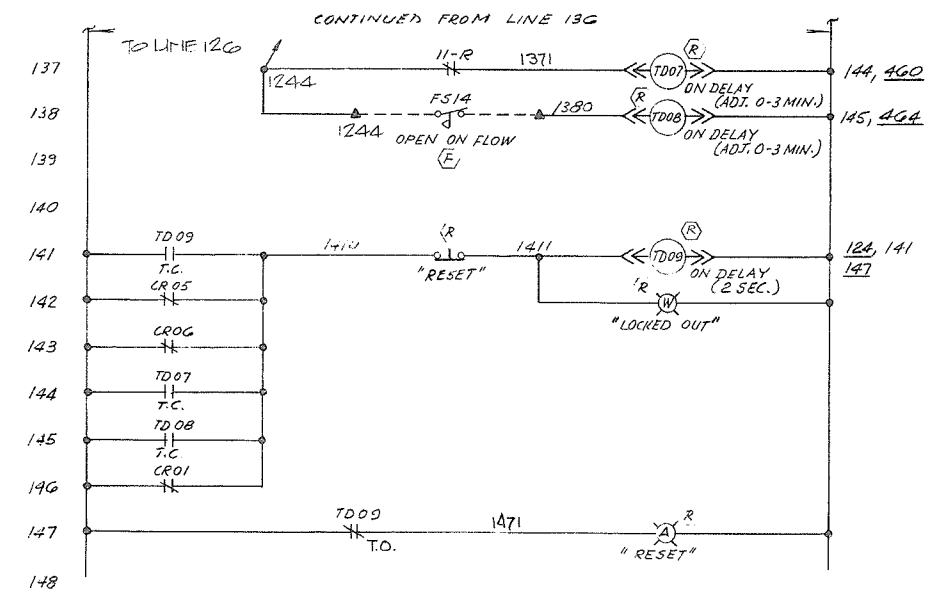 CONTINUED FROM LINE 136
TO LINE 126
137 1244 11-R 1371 TD07 R 144, 460
ON DELAY
(ADJ. 0-3 MIN.)
138 1244 FS14 1380 R TD08 145, 464
OPEN ON FLOW
ON DELAY
(ADJ. 0-3 MIN.)
F
139
140
141 TD09 1410 R 1411 TD09 R 124, 141
T.C. "RESET" ON DELAY 147
(2 SEC.)
142 CR05 R W
"LOCKED OUT"
143 CR06
144 TD07
T.C.
145 TD08
T.C.
146 CR01
147 TD09 1471 A R
T.O. "RESET"
148